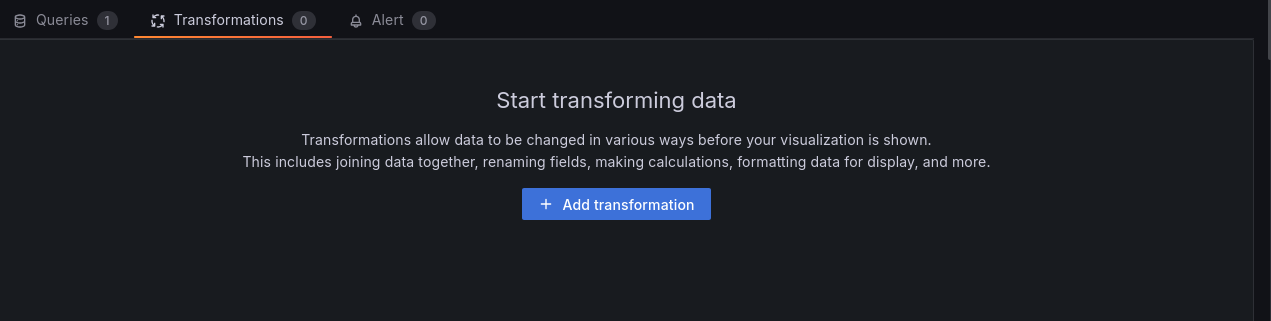 Queries 1 Transformations 0 Alert 0
Start transforming data
Transformations allow data to be changed in various ways before your visualization is shown.
This includes joining data together, renaming fields, making calculations, formatting data for display, and more.
+ Add transformation